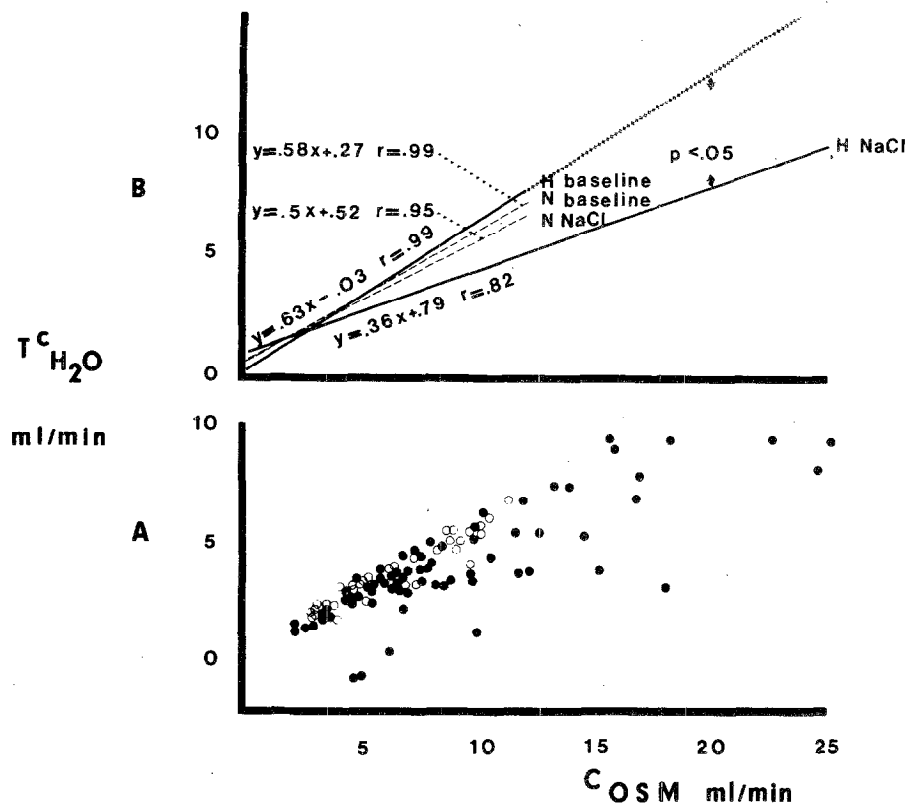 10
B
5
0
y=.58x+.27 r=.99
y=.5x+.52 r=.95
y=.63x-.03 r=.99
y=.36x+.79 r=.82
H baseline
N baseline
N NaCl
p <.05
H NaCl
T C H2O
ml/min
10
A
5
0
5 10 15 20 25
C OSM ml/min